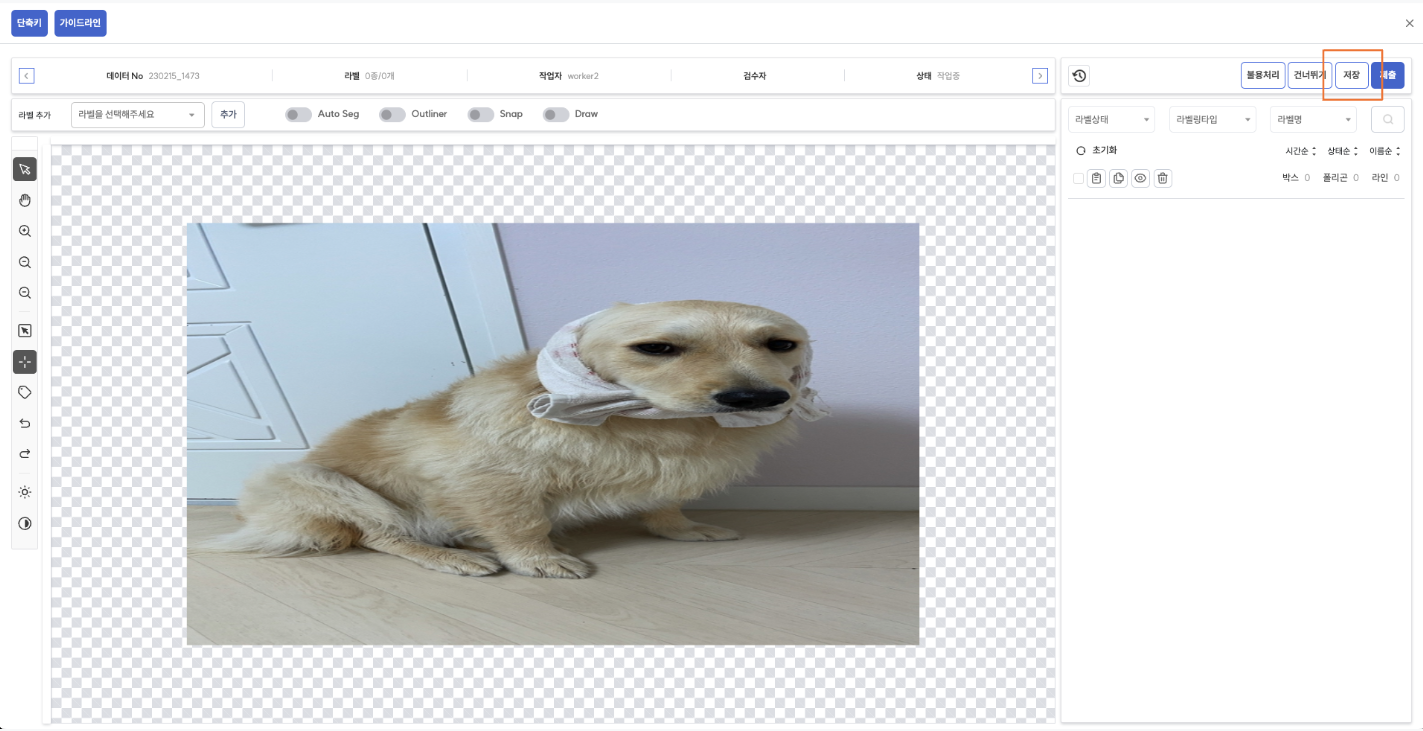 단축키 가이드라인
데이터 No 230215_1473 라벨 0종/0개 작업자 worker2 검수자 상태 작업중
불용처리 건너뛰기 저장 제출
라벨 추가 라벨을 선택해주세요 추가 Auto Seg Outliner Snap Draw
라벨상태 라벨링타입 라벨명
초기화 시간순 상태순 이름순
박스 0 폴리곤 0 라인 0